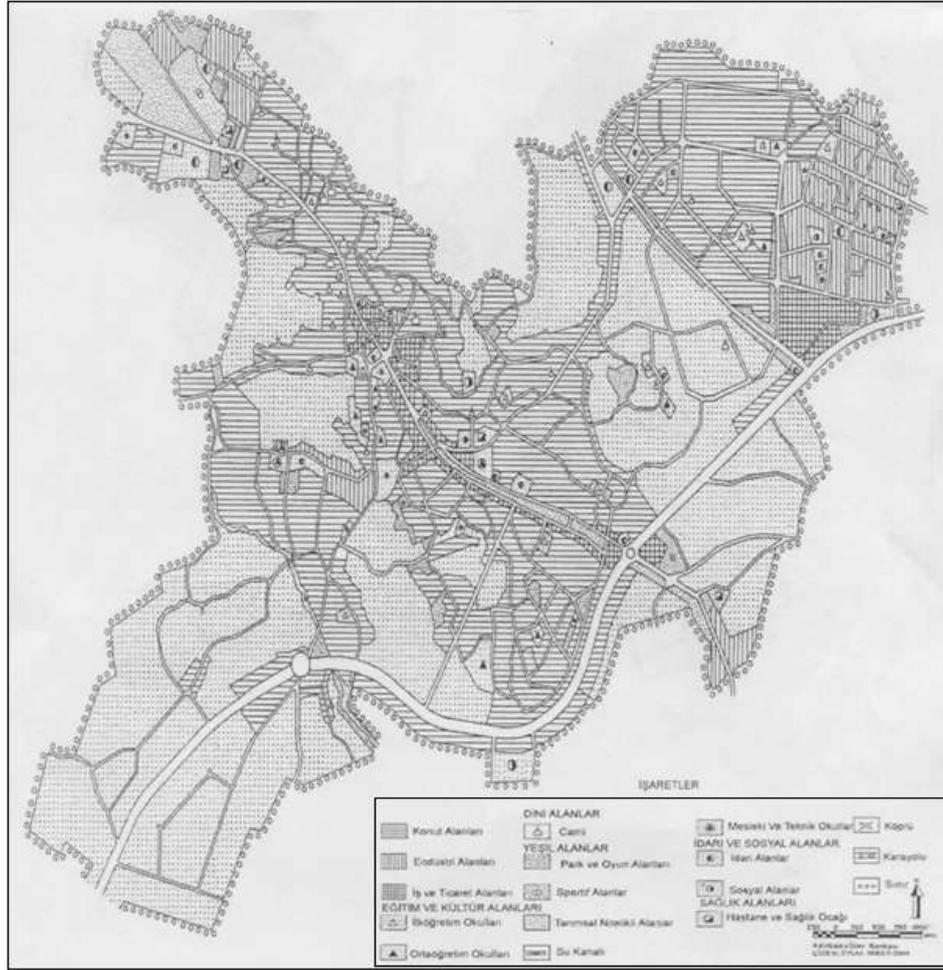 İŞARETLER
Konut Alanları
Endüstri Alanları
İş ve Ticaret Alanları
EĞİTİM VE KÜLTÜR ALANLARI
İlköğretim Okulları
Ortaöğretim Okulları
DİNİ ALANLAR
Cami
YEŞİL ALANLAR
Park ve Oyun Alanları
Sportif Alanlar
Tarımsal Nitelikli Alanlar
Su Kanalı
Mesleki Ve Teknik Okullar
İDARİ VE SOSYAL ALANLAR
İdari Alanlar
Sosyal Alanlar
SAĞLIK ALANLARI
Hastane ve Sağlık Ocağı
Köprü
Karayolu
Sınır